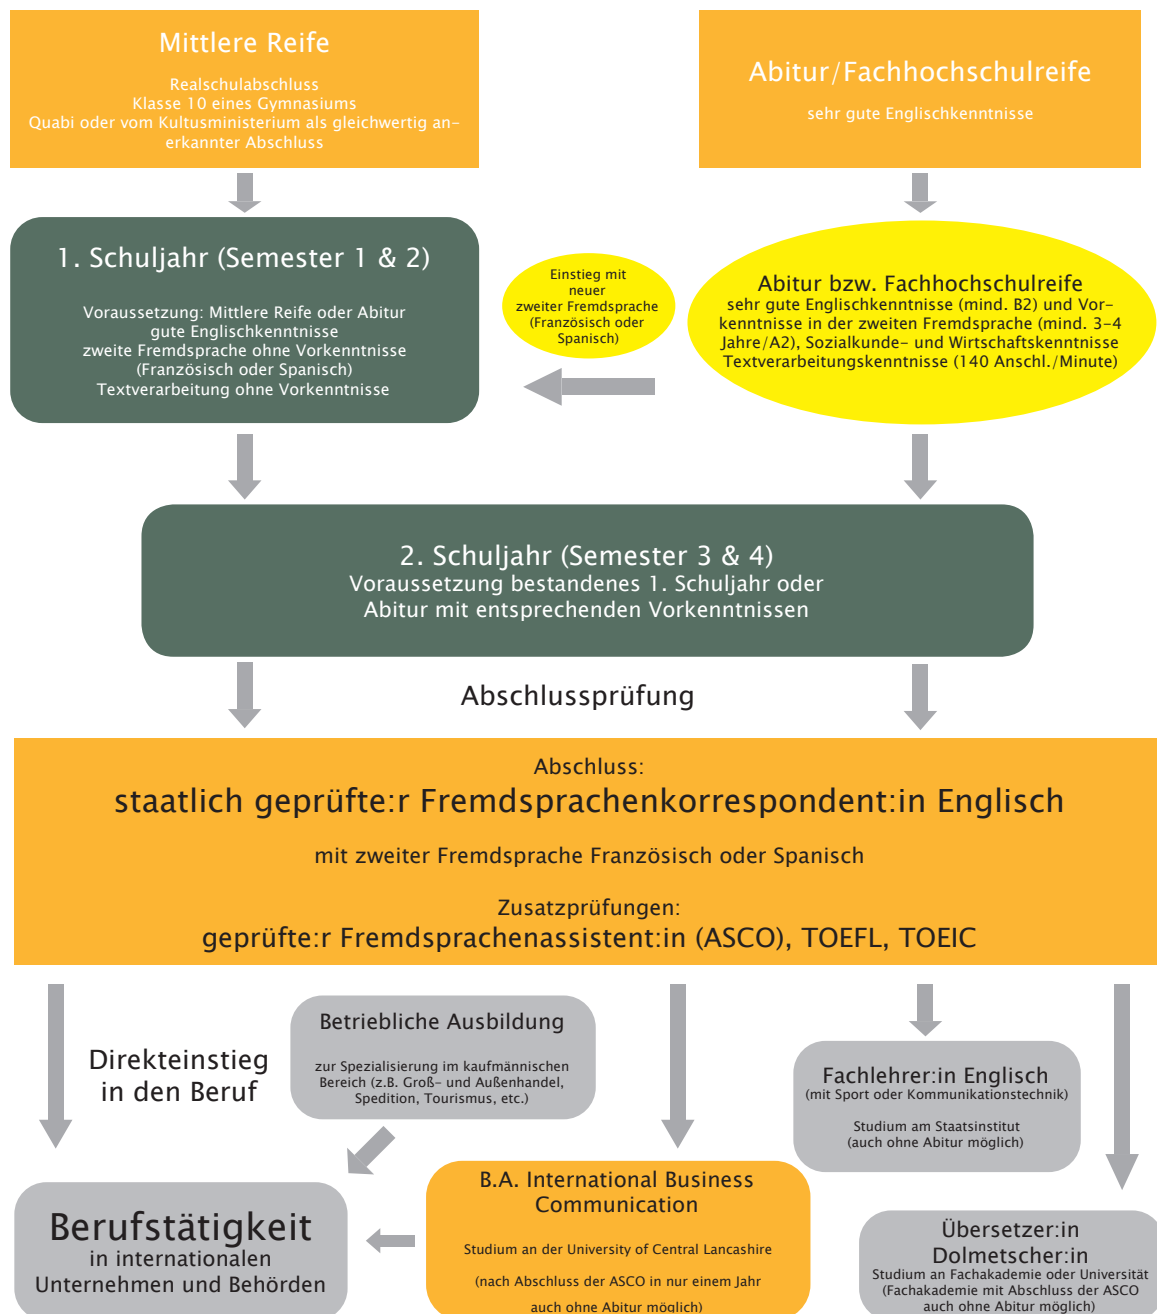 Mittlere Reife
Realschulabschluss
Klasse 10 eines Gymnasiums
Quabi oder vom Kultusministerium als gleichwertig an-
erkannter Abschluss
Abitur/Fachhochschulreife
sehr gute Englischkenntnisse
1. Schuljahr (Semester 1 & 2)
Voraussetzung: Mittlere Reife oder Abitur
gute Englischkenntnisse
zweite Fremdsprache ohne Vorkenntnisse
(Französisch oder Spanisch)
Textverarbeitung ohne Vorkenntnisse
Einstieg mit
neuer
zweiter Fremdsprache
(Französisch oder
Spanisch)
Abitur bzw. Fachhochschulreife
sehr gute Englischkenntnisse (mind. B2) und Vor-
kenntnisse in der zweiten Fremdsprache (mind. 3-4
Jahre/A2), Sozialkunde- und Wirtschaftskenntnisse
Textverarbeitungskenntnisse (140 Anschl./Minute)
2. Schuljahr (Semester 3 & 4)
Voraussetzung bestandenes 1. Schuljahr oder
Abitur mit entsprechenden Vorkenntnissen
Abschlussprüfung
Abschluss:
staatlich geprüfte:r Fremdsprachenkorrespondent:in Englisch
mit zweiter Fremdsprache Französisch oder Spanisch
Zusatzprüfungen:
geprüfte:r Fremdsprachenassistent:in (ASCO), TOEFL, TOEIC
Direkteinstieg
in den Beruf
Betriebliche Ausbildung
zur Spezialisierung im kaufmännischen
Bereich (z.B. Groß- und Außenhandel,
Spedition, Tourismus, etc.)
Fachlehrer:in Englisch
(mit Sport oder Kommunikationstechnik)
Studium am Staatsinstitut
(auch ohne Abitur möglich)
Berufstätigkeit
in internationalen
Unternehmen und Behörden
B.A. International Business
Communication
Studium an der University of Central Lancashire
(nach Abschluss der ASCO in nur einem Jahr
auch ohne Abitur möglich)
Übersetzer:in
Dolmetscher:in
Studium an Fachakademie oder Universität
(Fachakademie mit Abschluss der ASCO
auch ohne Abitur möglich)